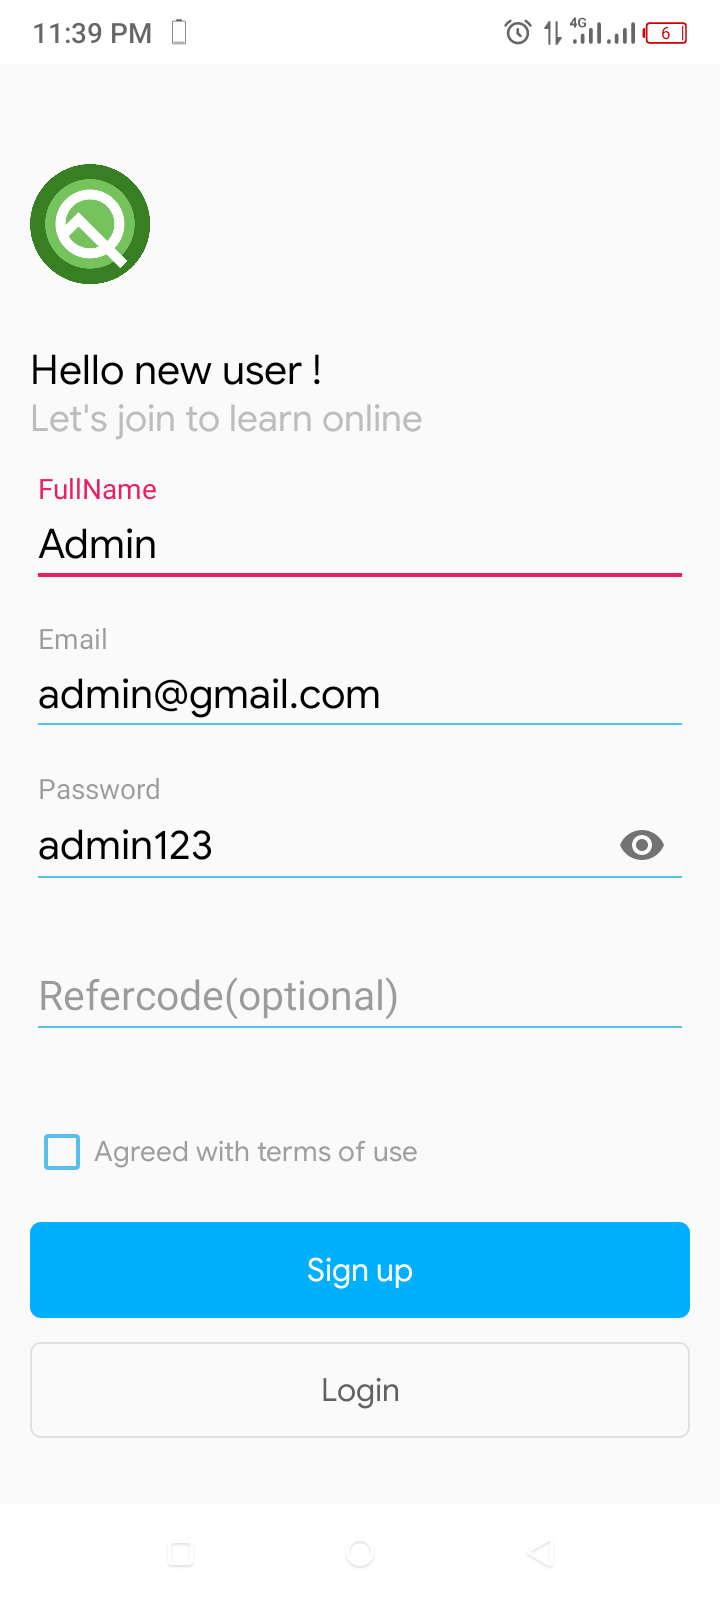 11:39 PM
4G
6
Hello new user !
Let's join to learn online
FullName
Admin
Email
admin@gmail.com
Password
admin123
Refercode(optional)
Agreed with terms of use
Sign up
Login